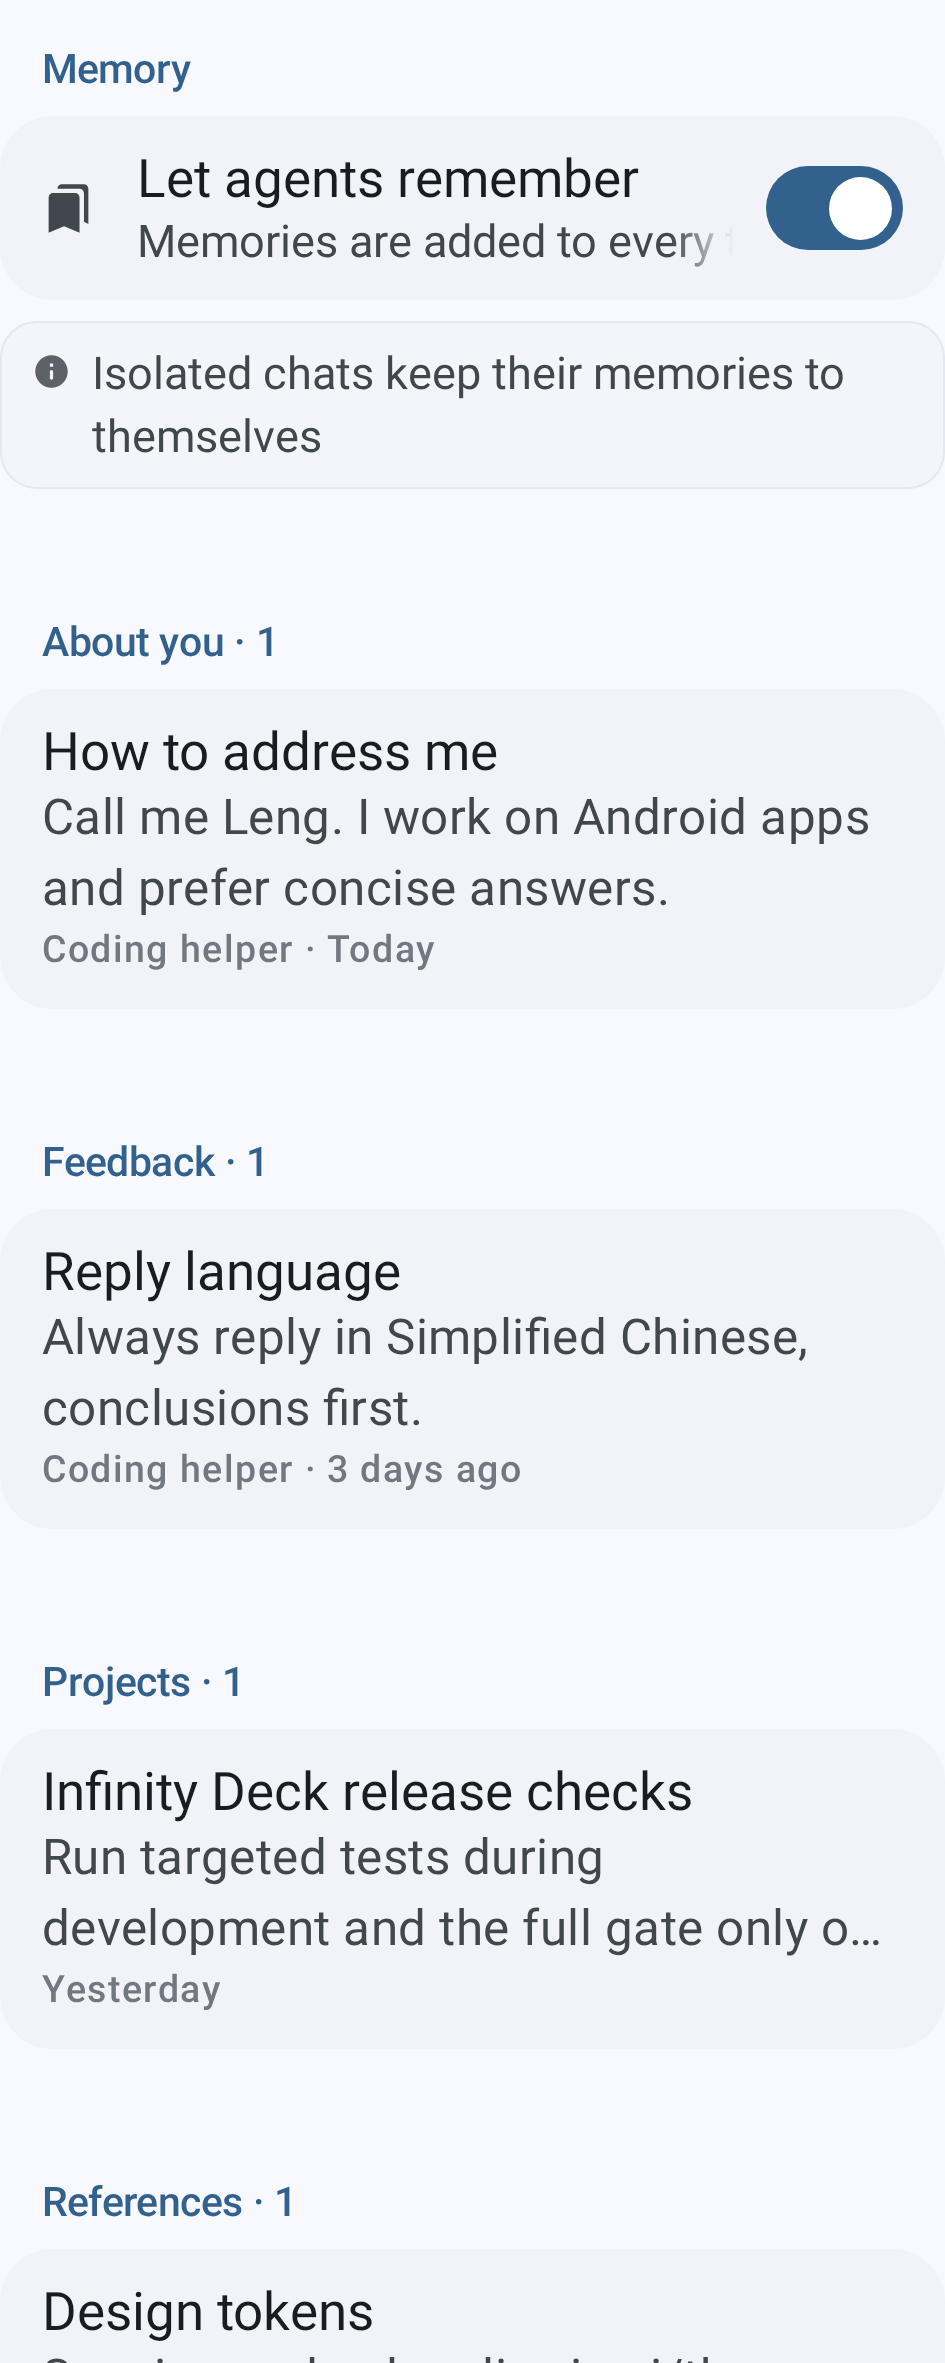 Memory
Let agents remember
Memories are added to every
Isolated chats keep their memories to
themselves
About you · 1
How to address me
Call me Leng. I work on Android apps
and prefer concise answers.
Coding helper · Today
Feedback · 1
Reply language
Always reply in Simplified Chinese,
conclusions first.
Coding helper · 3 days ago
Projects · 1
Infinity Deck release checks
Run targeted tests during
development and the full gate only o…
Yesterday
References · 1
Design tokens